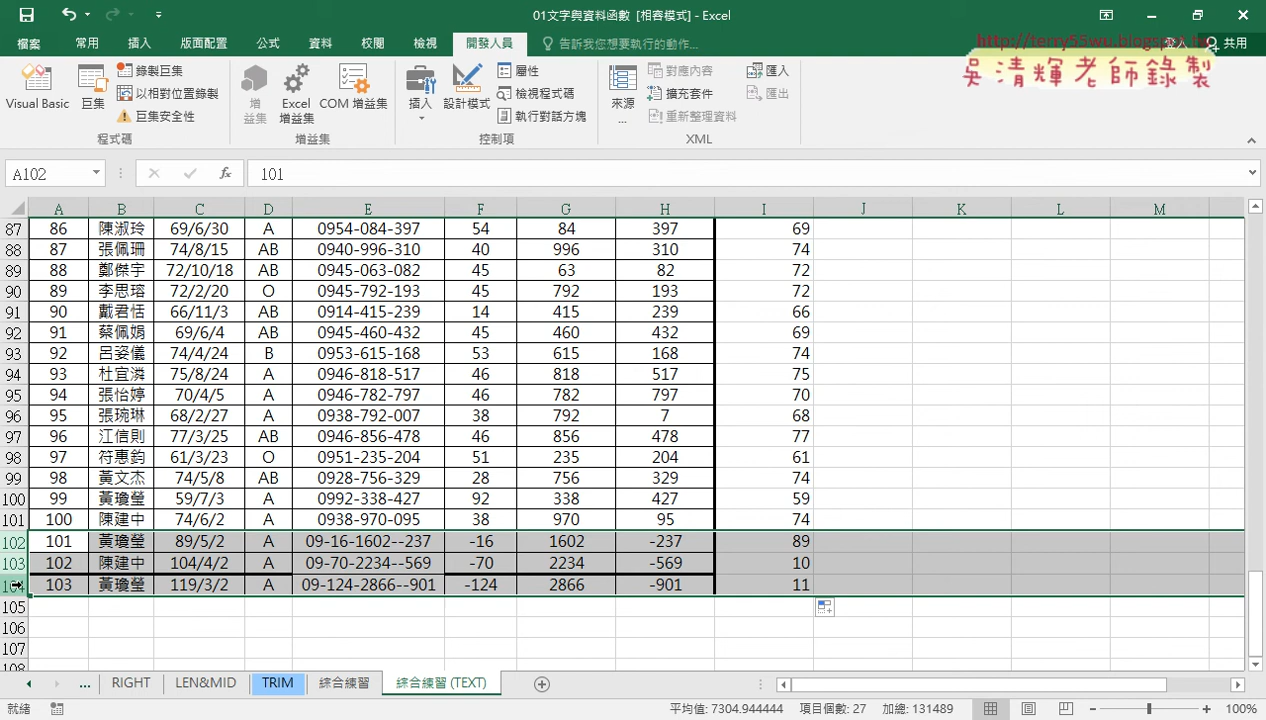 01文字與資料函數 [相容模式] - Excel
http://terry55wu.blogspot.tw
吳清輝老師錄製
檔案 常用 插入 版面配置 公式 資料 校閱 檢視 開發人員 告訴我您想要執行的動作... 登入 共用
Visual Basic 巨集 錄製巨集 以相對位置錄製 巨集安全性 程式碼
增益集 Excel 增益集 COM 增益集 增益集
插入 設計模式 屬性 檢視程式碼 執行對話方塊 控制項
來源... 對應內容 擴充套件 重新整理資料 匯入 匯出 XML
A102 fx 101
A B C D E F G H I J K L M
87 86 陳淑玲 69/6/30 A 0954-084-397 54 84 397 69
88 87 張佩珊 74/8/15 AB 0940-996-310 40 996 310 74
89 88 鄭傑宇 72/10/18 AB 0945-063-082 45 63 82 72
90 89 李思瑢 72/2/20 O 0945-792-193 45 792 193 72
91 90 戴君恬 66/11/3 AB 0914-415-239 14 415 239 66
92 91 蔡佩娟 69/6/4 AB 0945-460-432 45 460 432 69
93 92 呂姿儀 74/4/24 B 0953-615-168 53 615 168 74
94 93 杜宜潾 75/8/24 A 0946-818-517 46 818 517 75
95 94 張怡婷 70/4/5 A 0946-782-797 46 782 797 70
96 95 張琬琳 68/2/27 A 0938-792-007 38 792 7 68
97 96 江信則 77/3/25 AB 0946-856-478 46 856 478 77
98 97 符惠鈞 61/3/23 O 0951-235-204 51 235 204 61
99 98 黃文杰 74/5/8 AB 0928-756-329 28 756 329 74
100 99 黃瓊瑩 59/7/3 A 0992-338-427 92 338 427 59
101 100 陳建中 74/6/2 A 0938-970-095 38 970 95 74
102 101 黃瓊瑩 89/5/2 A 09-16-1602--237 -16 1602 -237 89
103 102 陳建中 104/4/2 A 09-70-2234--569 -70 2234 -569 10
104 103 黃瓊瑩 119/3/2 A 09-124-2866--901 -124 2866 -901 11
105
106
107
108
... RIGHT LEN&MID TRIM 綜合練習 綜合練習 (TEXT)
就緒 平均值: 7304.944444 項目個數: 27 加總: 131489 100%